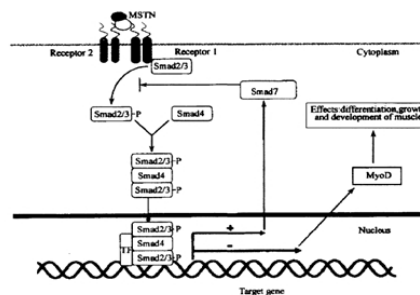 MSTN
Receptor 2
Receptor 1
Cytoplasm
Smad2/3
Smad7
Smad2/3-P
Smad4
Effects:differentiation,growth
and development of muscle
Smad2/3-P
Smad4
Smad2/3-P
MyoD
+
Nucleus
Smad2/3-P
TF
Smad4
-
Smad2/3-P
Target gene